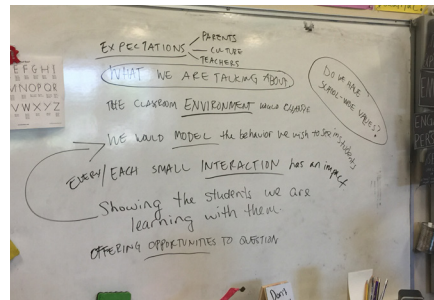 EFGHI
MNOPQR
VWXYZ
EXPECTATIONS
PARENTS
CULTURE
TEACHERS
WHAT WE ARE TALKING ABOUT
DO WE HAVE
SCHOOL-WIDE VALUES?
THE CLASSROOM ENVIRONMENT WOULD CHANGE
WE WOULD MODEL the behavior we wish to see in students
EVERY/EACH SMALL INTERACTION has an impact
Showing the students we are
learning with them.
OFFERING OPPORTUNITIES TO QUESTION
Don't